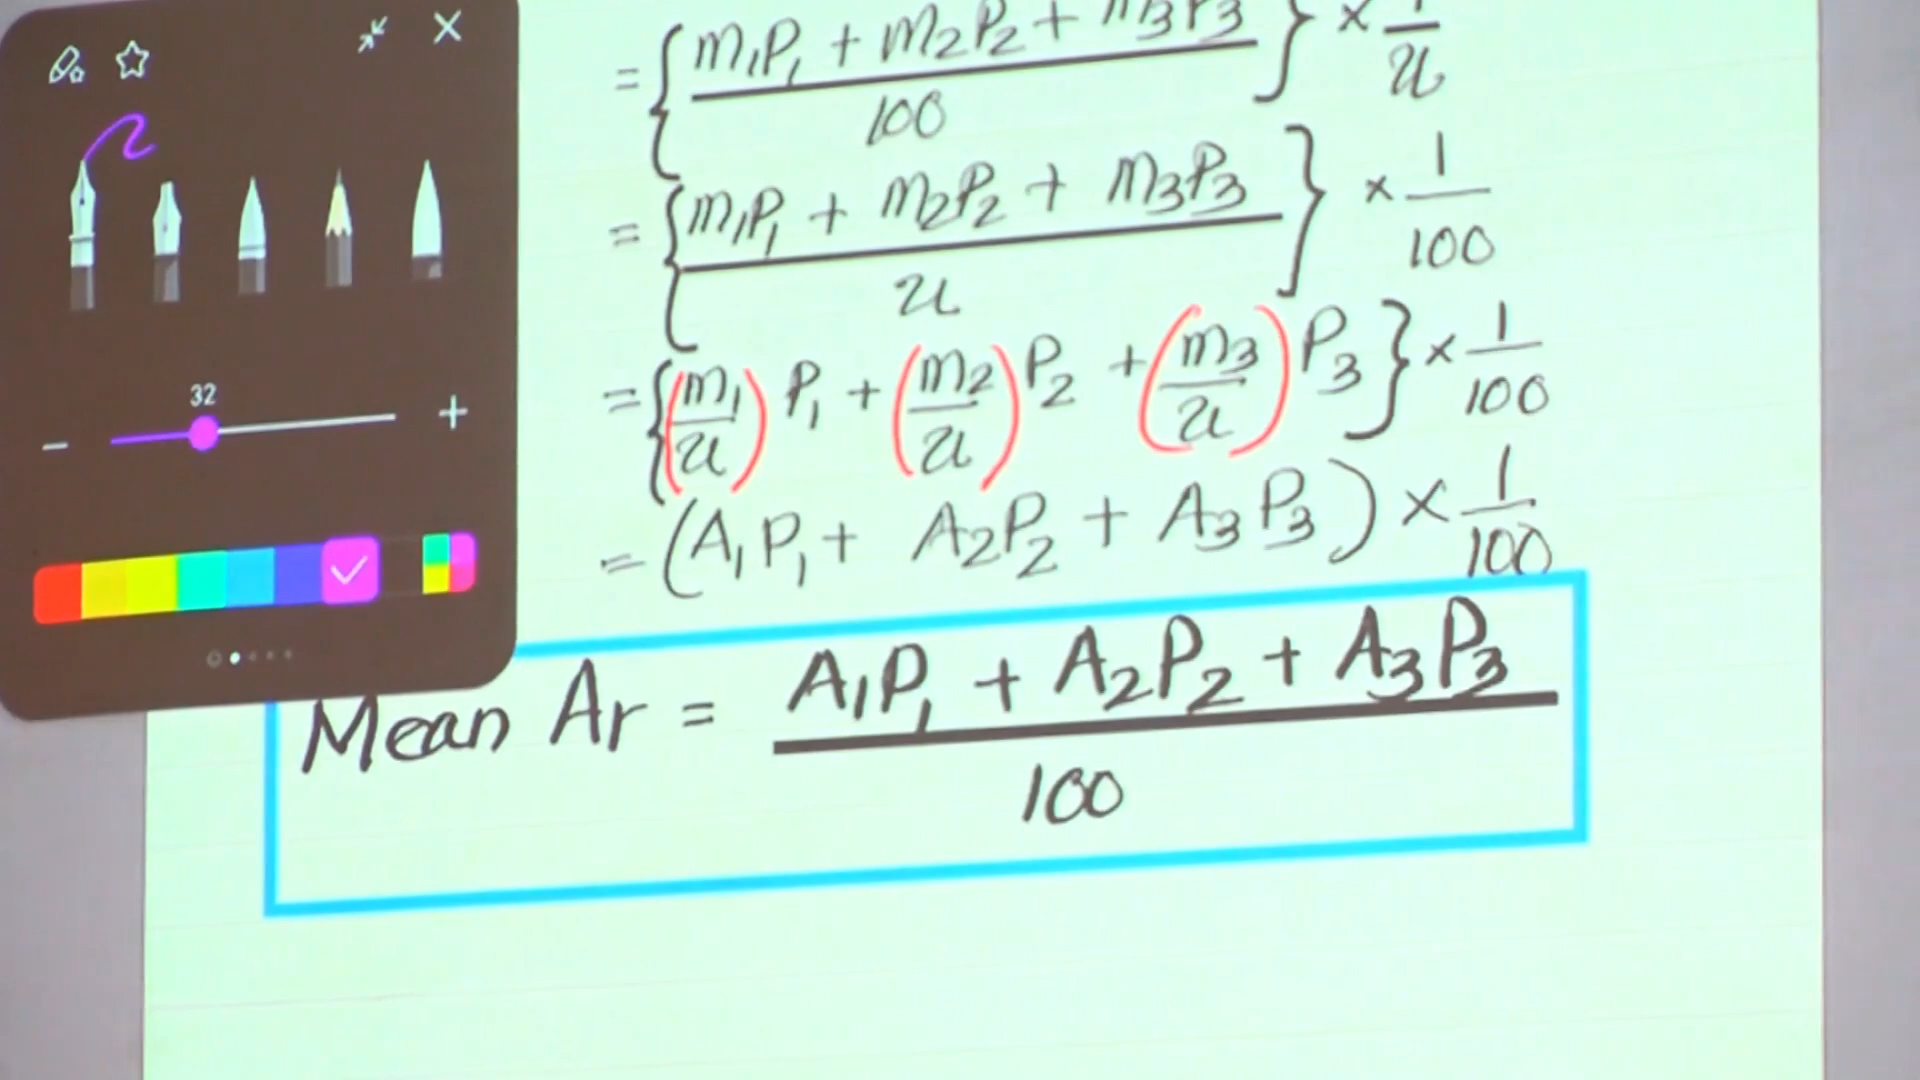 = { m1P1 + m2P2 + m3P3 / 100 } × 1/u
= { m1P1 + m2P2 + m3P3 / u } × 1/100
= { (m1/u) P1 + (m2/u) P2 + (m3/u) P3 } × 1/100
= (A1P1 + A2P2 + A3P3) × 1/100
Mean Ar = A1P1 + A2P2 + A3P3 / 100
32